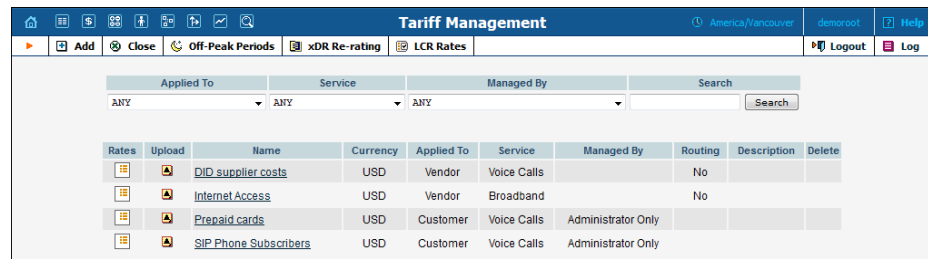 Tariff Management America/Vancouver demoroot ? Help
Add Close Off-Peak Periods xDR Re-rating LCR Rates Logout Log
Applied To Service Managed By Search
ANY ANY ANY Search
Rates Upload Name Currency Applied To Service Managed By Routing Description Delete
DID supplier costs USD Vendor Voice Calls No
Internet Access USD Vendor Broadband No
Prepaid cards USD Customer Voice Calls Administrator Only
SIP Phone Subscribers USD Customer Voice Calls Administrator Only